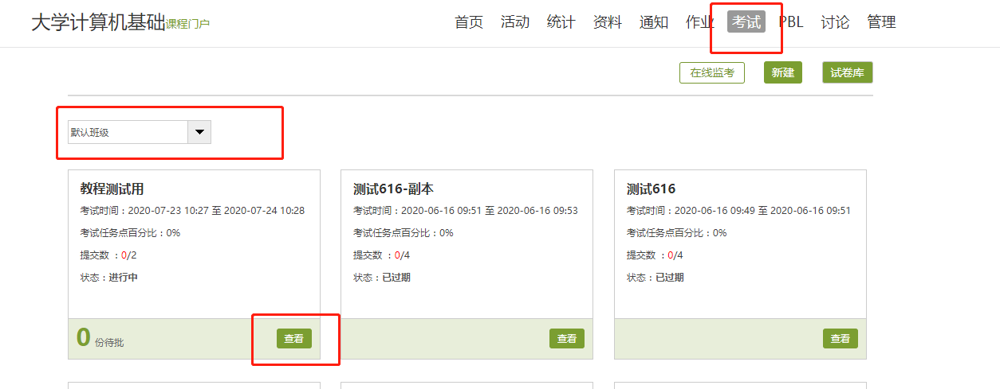 大学计算机基础课程门户
首页 活动 统计 资料 通知 作业 考试 PBL 讨论 管理
在线监考 新建 试卷库
默认班级
教程测试用
考试时间：2020-07-23 10:27 至 2020-07-24 10:28
考试任务点百分比：0%
提交数 ：0/2
状态：进行中
0 份待批 查看
测试616-副本
考试时间：2020-06-16 09:51 至 2020-06-16 09:53
考试任务点百分比：0%
提交数 ：0/4
状态：已过期
查看
测试616
考试时间：2020-06-16 09:49 至 2020-06-16 09:51
考试任务点百分比：0%
提交数 ：0/4
状态：已过期
查看